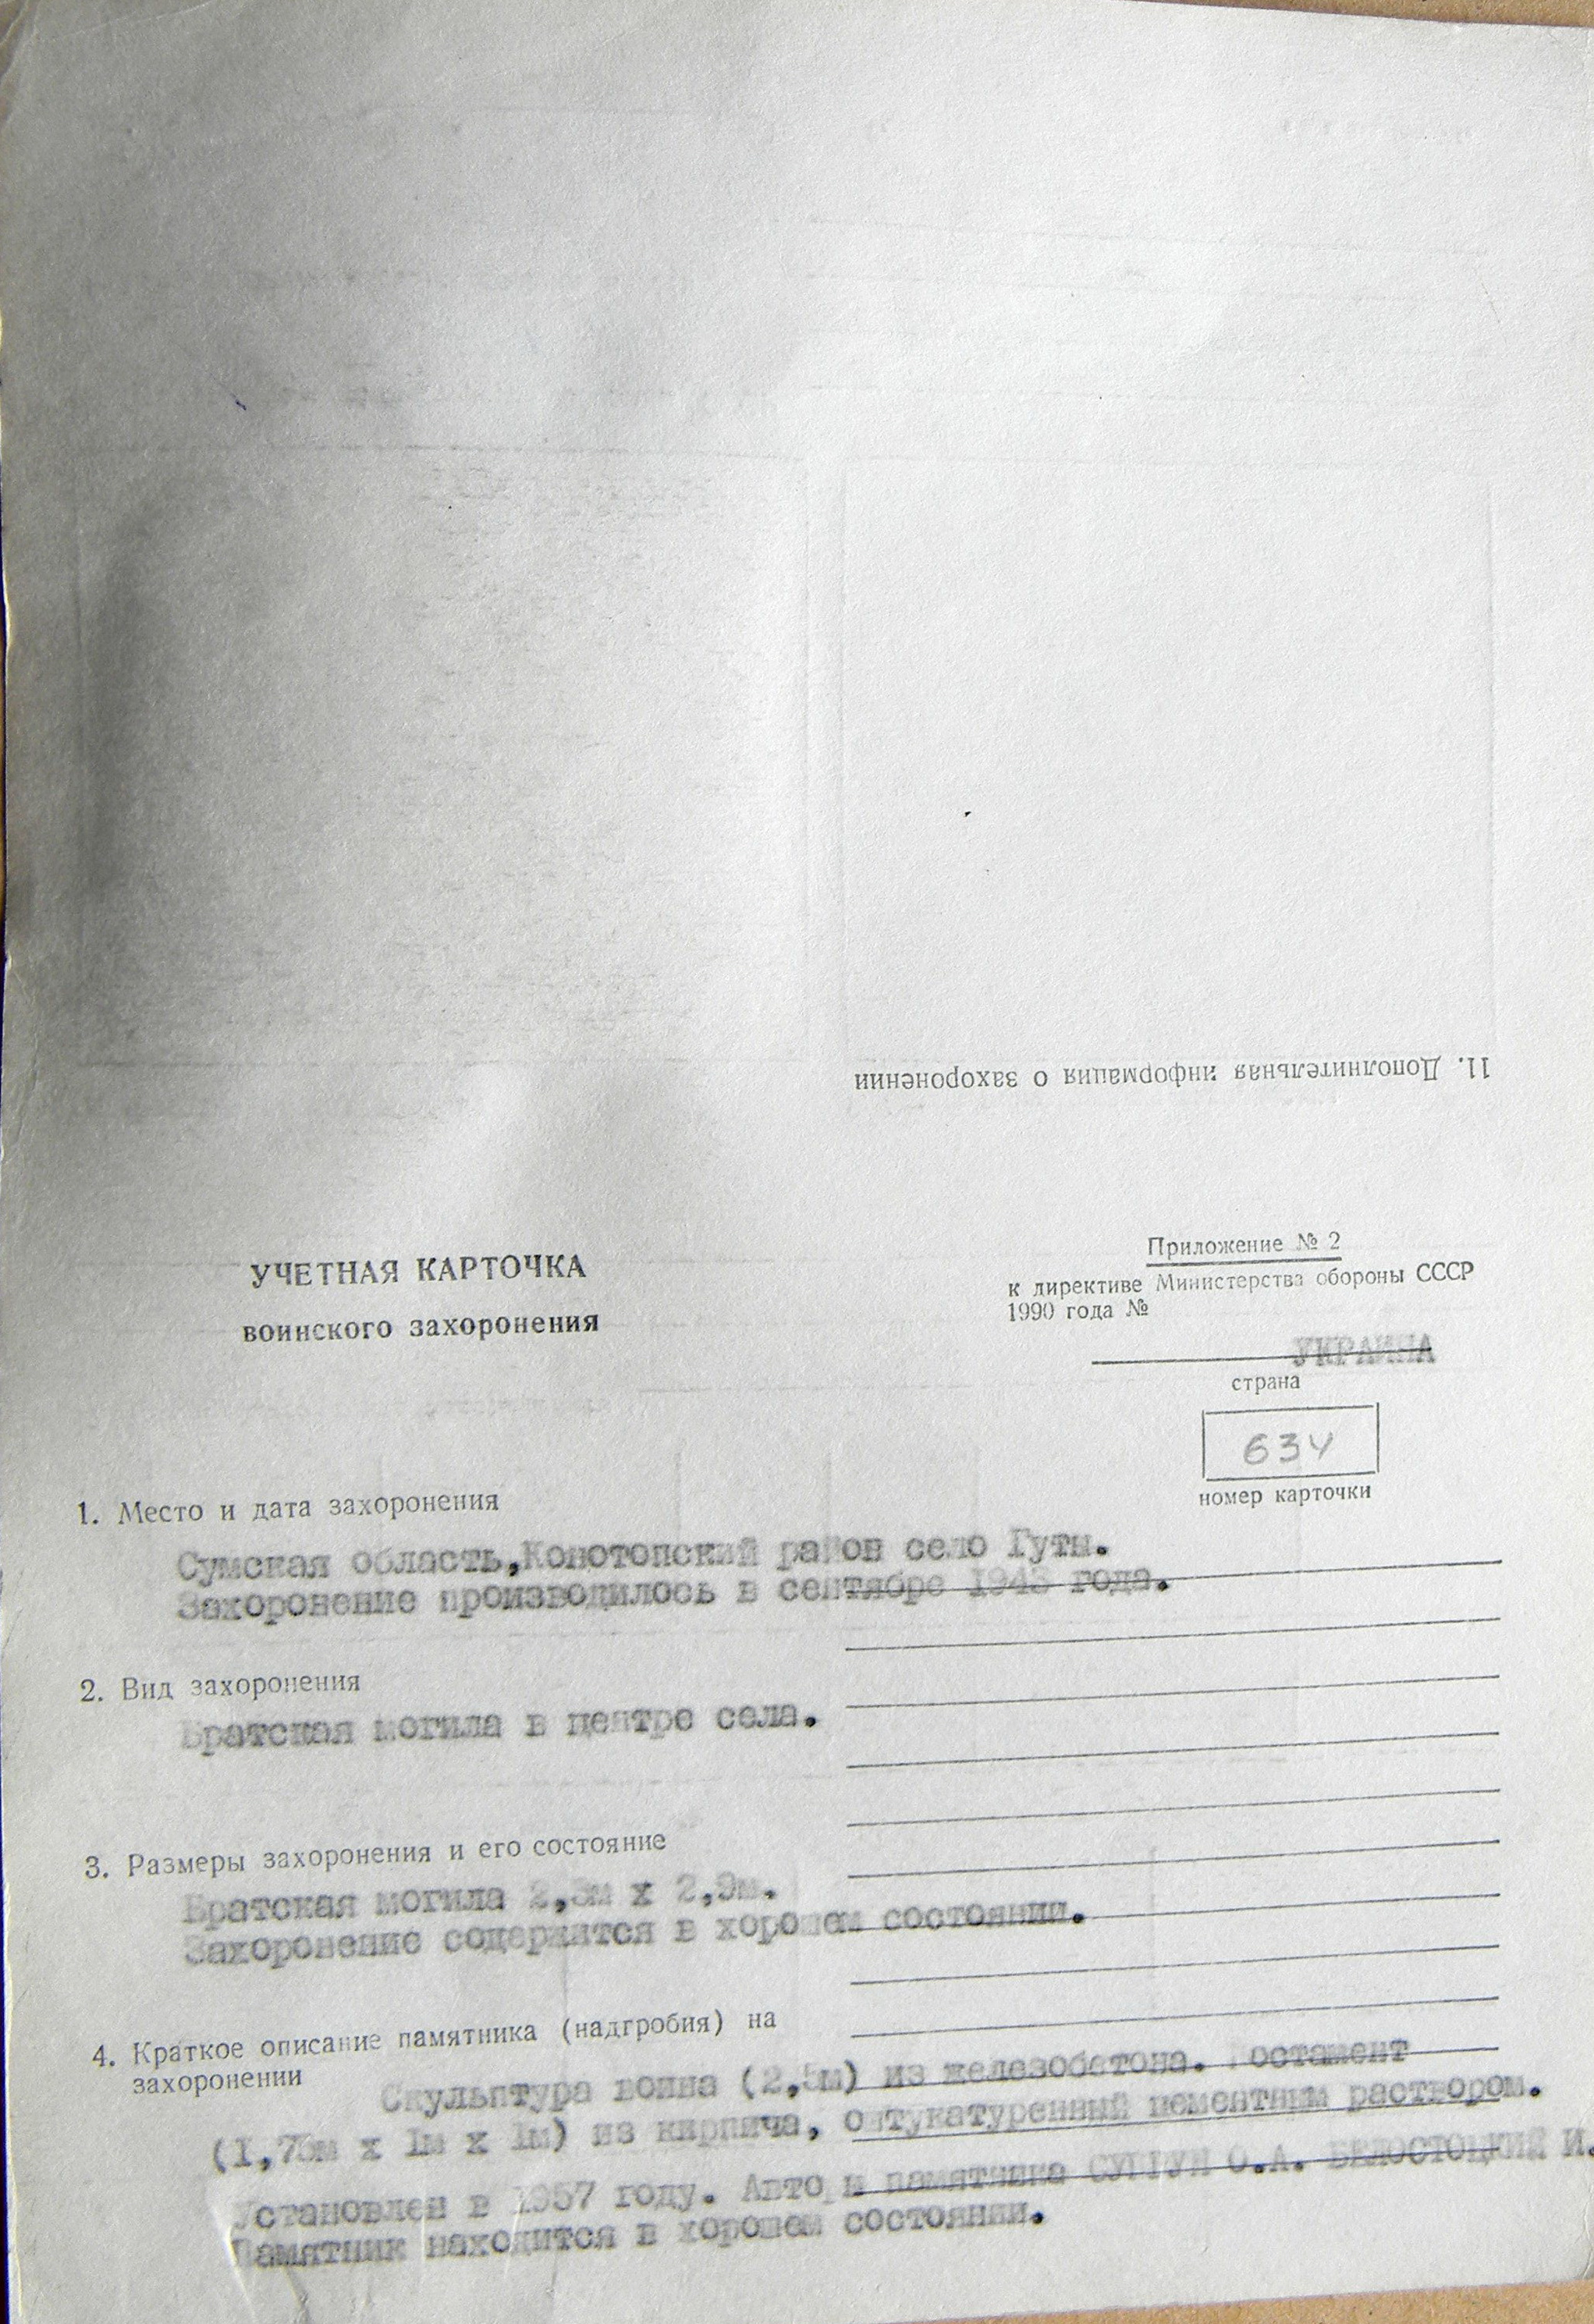 11. Дополнительная информация о захоронении
УЧЕТНАЯ КАРТОЧКА
воинского захоронения
Приложение № 2
к директиве Министерства обороны СССР
1990 года №
УКРАИНА
страна
634
номер карточки
1. Место и дата захоронения
Сумская область,Конотопский район село Гуты.
Захоронение производилось в сентябре 1943 года.
2. Вид захоронения
Братская могила в центре села.
3. Размеры захоронения и его состояние
Братская могила х 2,9м.
Захоронение содержится в хорошем состоянии.
4. Краткое описание памятника (надгробия) на
захоронении
Скульптура воина (2,5м) из железобетона. Постамент
(1,75м х 1м х 1м) из кирпича, оштукатуренный цементным раствором.
Установлен в 1957 году. Авторы памятника СУПРУН О.А. БЕЛОСТОЦКИЙ И.
Памятник находится в хорошем состоянии.